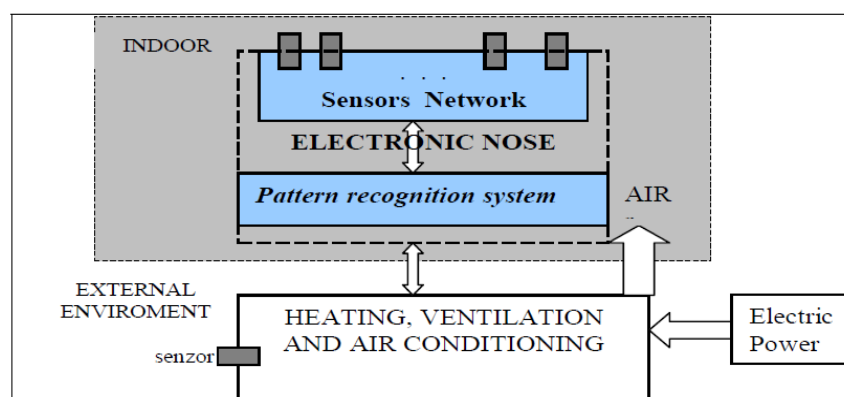 INDOOR
. . .
Sensors Network
ELECTRONIC NOSE
Pattern recognition system
AIR
EXTERNAL
ENVIROMENT
HEATING, VENTILATION
AND AIR CONDITIONING
Electric
Power
senzor